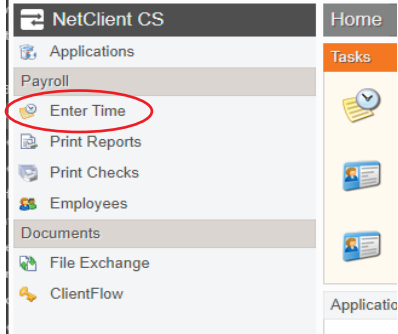 NetClient CS
Applications
Payroll
Enter Time
Print Reports
Print Checks
Employees
Documents
File Exchange
ClientFlow
Home
Tasks
Applicatio